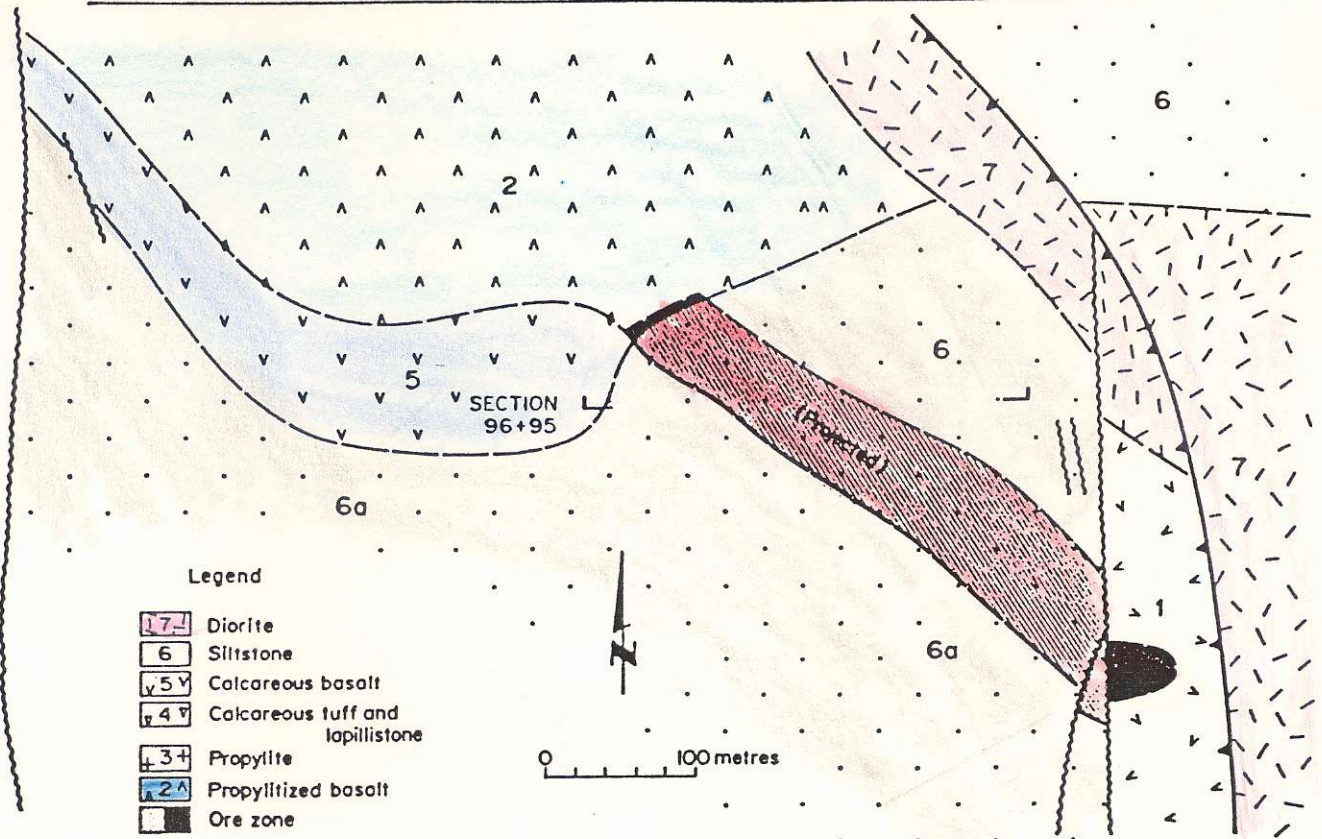 6
7
2
6
5
(Projected)
SECTION
96+95
7
6a
1
6a
N
Legend
7 Diorite
6 Siltstone
5 Calcareous basalt
4 Calcareous tuff and
lapillistone
3 Propylite
2 Propylitized basalt
Ore zone
0 100 metres